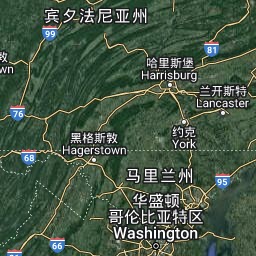 宾夕法尼亚州
99
81
哈里斯堡
Harrisburg
兰开斯特
Lancaster
76
约克
York
黑格斯敦
Hagerstown
68
马里兰州
95
华盛顿
哥伦比亚特区
Washington
66